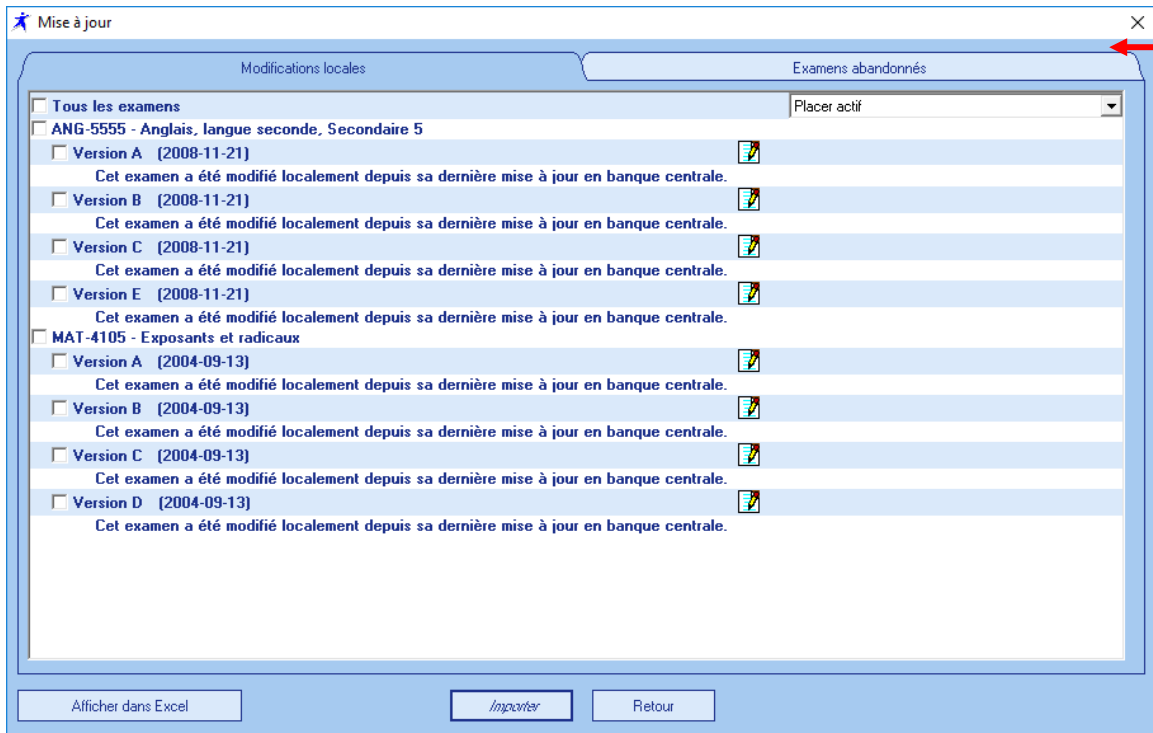 Mise à jour
Modifications locales
Examens abandonnés
Tous les examens
Placer actif
ANG-5555 - Anglais, langue seconde, Secondaire 5
Version A (2008-11-21)
Cet examen a été modifié localement depuis sa dernière mise à jour en banque centrale.
Version B (2008-11-21)
Cet examen a été modifié localement depuis sa dernière mise à jour en banque centrale.
Version C (2008-11-21)
Cet examen a été modifié localement depuis sa dernière mise à jour en banque centrale.
Version E (2008-11-21)
Cet examen a été modifié localement depuis sa dernière mise à jour en banque centrale.
MAT-4105 - Exposants et radicaux
Version A (2004-09-13)
Cet examen a été modifié localement depuis sa dernière mise à jour en banque centrale.
Version B (2004-09-13)
Cet examen a été modifié localement depuis sa dernière mise à jour en banque centrale.
Version C (2004-09-13)
Cet examen a été modifié localement depuis sa dernière mise à jour en banque centrale.
Version D (2004-09-13)
Cet examen a été modifié localement depuis sa dernière mise à jour en banque centrale.
Afficher dans Excel
Importer
Retour